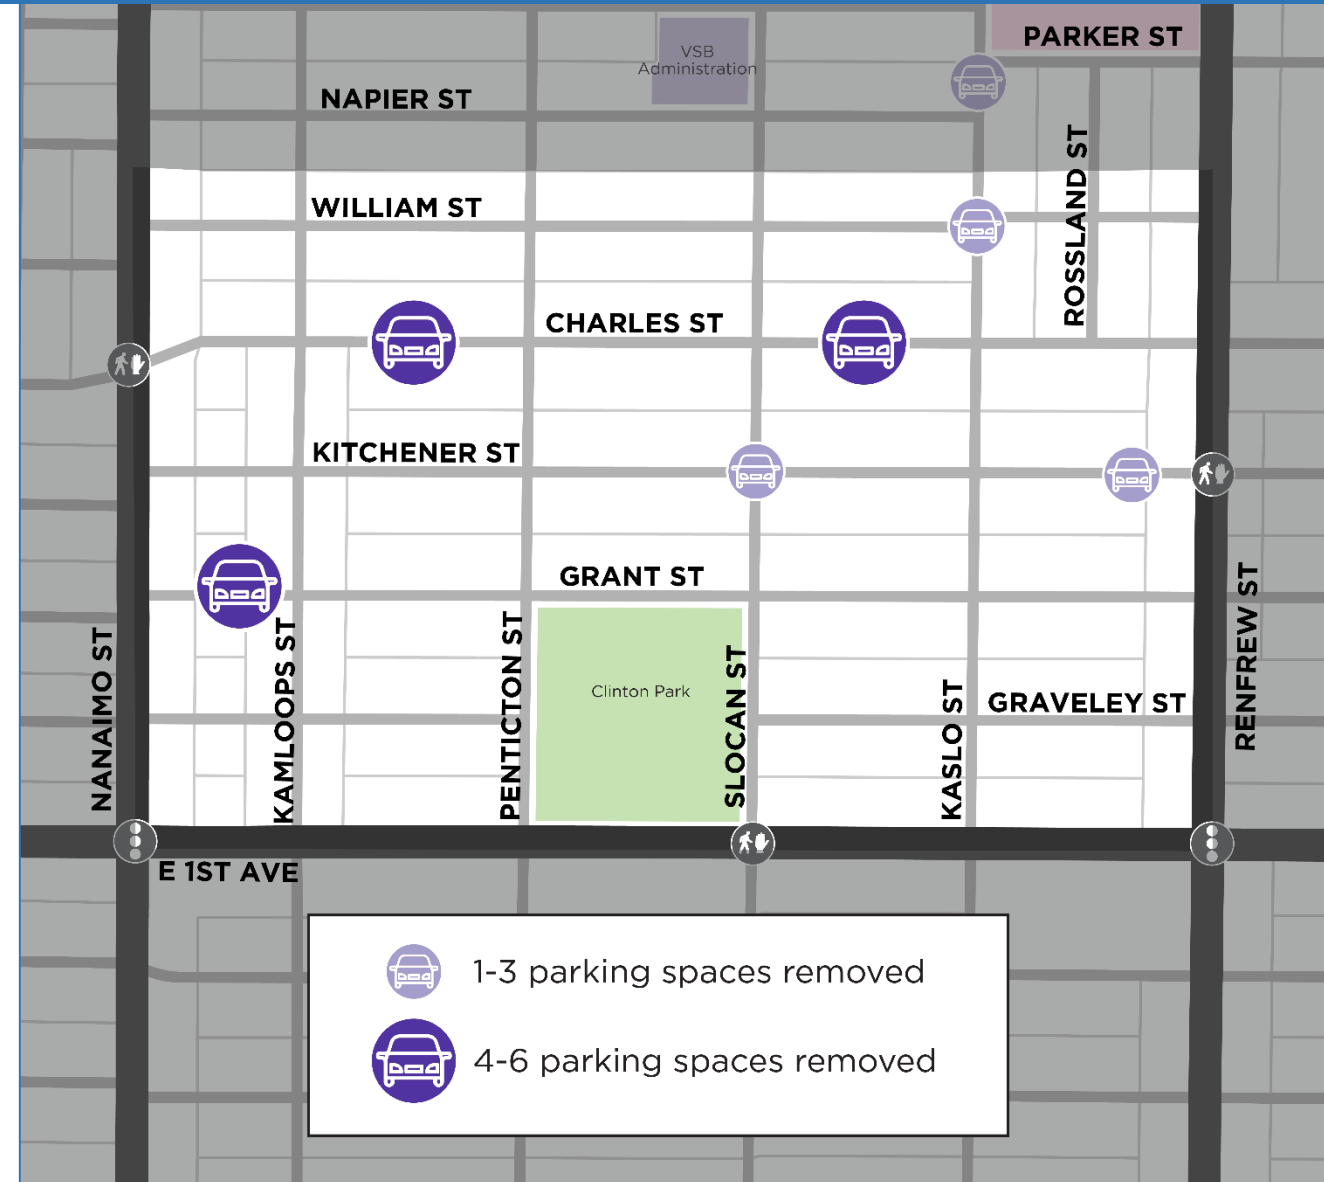 PARKER ST
VSB
Administration
NAPIER ST
ROSSLAND ST
WILLIAM ST
CHARLES ST
KITCHENER ST
GRANT ST
NANAIMO ST
KAMLOOPS ST
PENTICTON ST
Clinton Park
SLOCAN ST
KASLO ST
GRAVELEY ST
RENFREW ST
E 1ST AVE
1-3 parking spaces removed
4-6 parking spaces removed